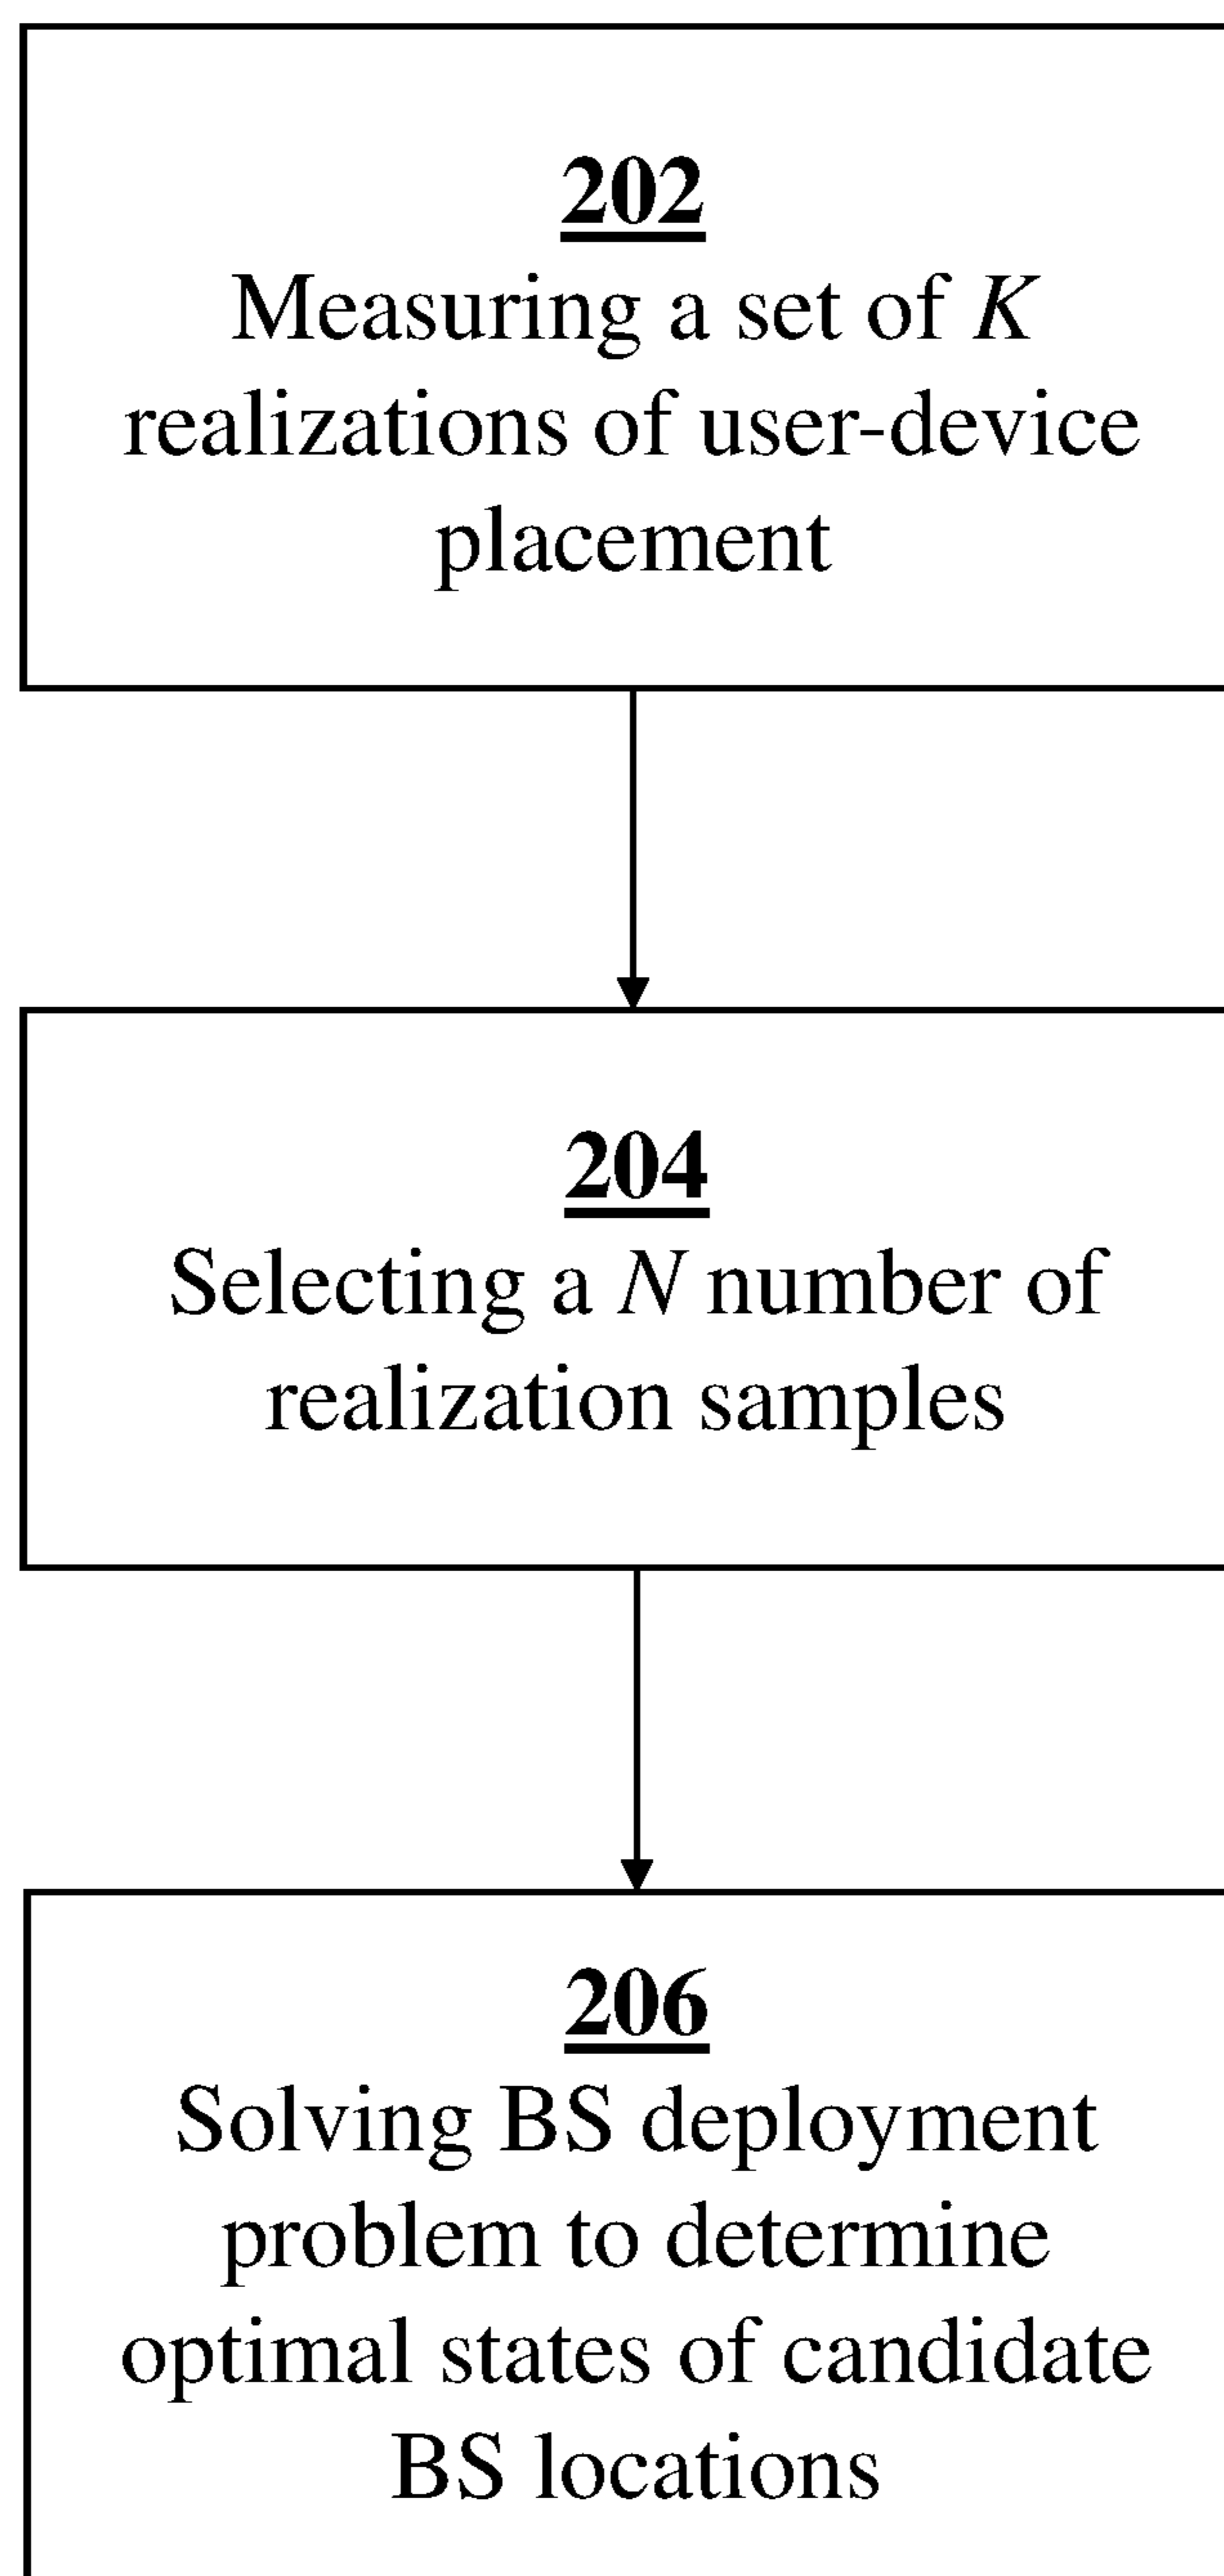 202
Measuring a set of K
realizations of user-device
placement
204
Selecting a N number of
realization samples
206
Solving BS deployment
problem to determine
optimal states of candidate
BS locations